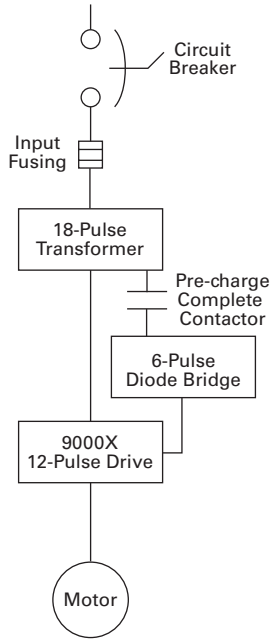 Circuit
Breaker
Input
Fusing
18-Pulse
Transformer
Pre-charge
Complete
Contactor
6-Pulse
Diode Bridge
9000X
12-Pulse Drive
Motor